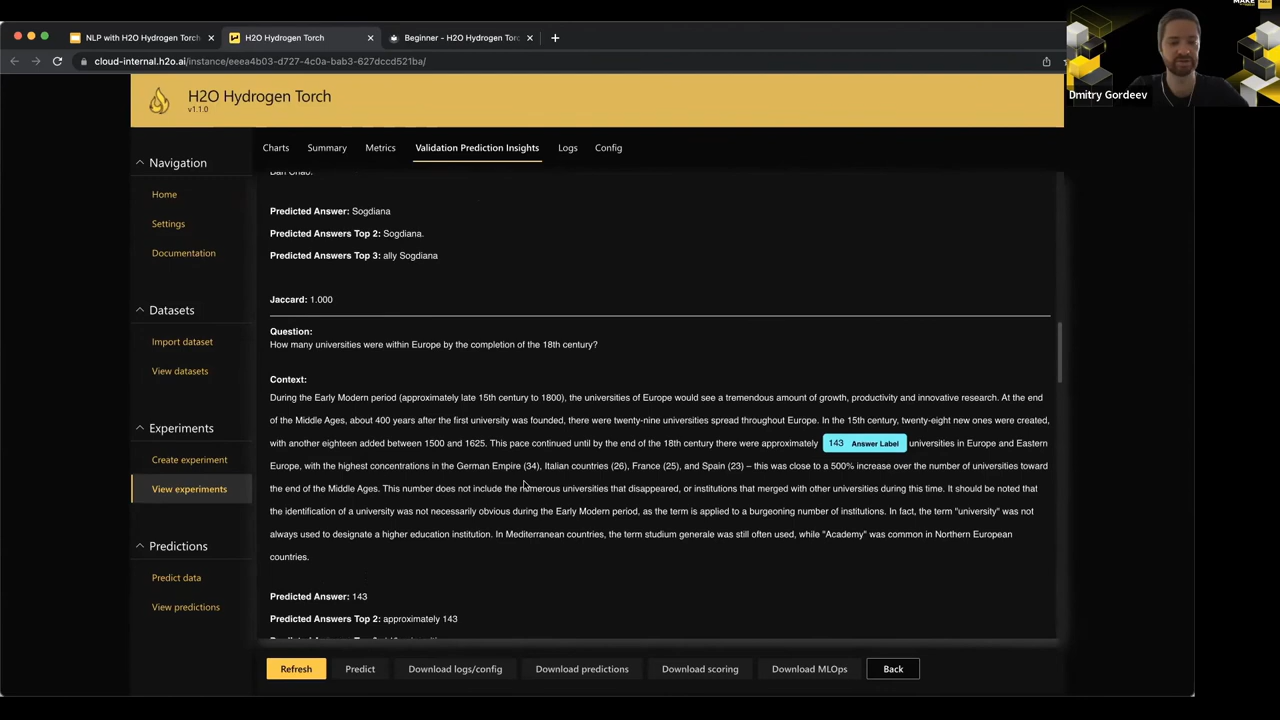 MAKE
NLP with H2O Hydrogen Torch
H2O Hydrogen Torch
Beginner - H2O Hydrogen Torc
cloud-internal.h2o.ai/instance/eeea4b03-d727-4c0a-bab3-627dccd521ba/
Dmitry Gordeev
H2O Hydrogen Torch
v1.1.0
Navigation
Home
Settings
Documentation
Datasets
Import dataset
View datasets
Experiments
Create experiment
View experiments
Predictions
Predict data
View predictions
Charts
Summary
Metrics
Validation Prediction Insights
Logs
Config
Predicted Answer: Sogdiana
Predicted Answers Top 2: Sogdiana.
Predicted Answers Top 3: ally Sogdiana
Jaccard: 1.000
Question:
How many universities were within Europe by the completion of the 18th century?
Context:
During the Early Modern period (approximately late 15th century to 1800), the universities of Europe would see a tremendous amount of growth, productivity and innovative research. At the end
of the Middle Ages, about 400 years after the first university was founded, there were twenty-nine universities spread throughout Europe. In the 15th century, twenty-eight new ones were created,
with another eighteen added between 1500 and 1625. This pace continued until by the end of the 18th century there were approximately 143 Answer Label universities in Europe and Eastern
Europe, with the highest concentrations in the German Empire (34), Italian countries (26), France (25), and Spain (23) – this was close to a 500% increase over the number of universities toward
the end of the Middle Ages. This number does not include the numerous universities that disappeared, or institutions that merged with other universities during this time. It should be noted that
the identification of a university was not necessarily obvious during the Early Modern period, as the term is applied to a burgeoning number of institutions. In fact, the term "university" was not
always used to designate a higher education institution. In Mediterranean countries, the term studium generale was still often used, while "Academy" was common in Northern European
countries.
Predicted Answer: 143
Predicted Answers Top 2: approximately 143
Refresh
Predict
Download logs/config
Download predictions
Download scoring
Download MLOps
Back